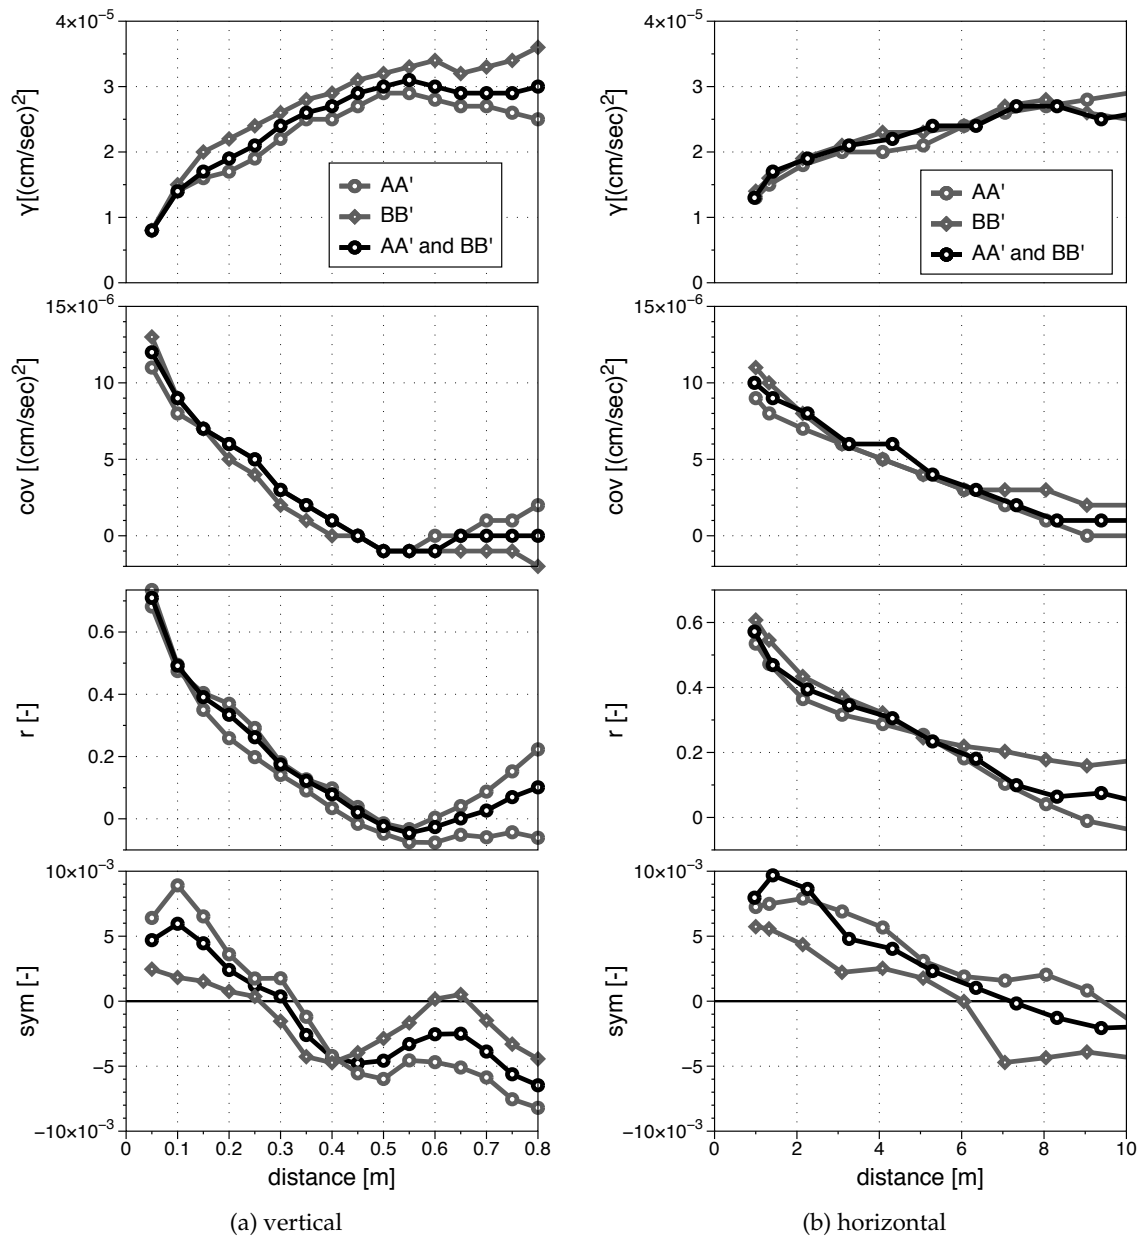 4×10⁻⁵
3
2
1
0
γ[(cm/sec)²]
AA'
BB'
AA' and BB'
4×10⁻⁵
3
2
1
0
γ[(cm/sec)²]
AA'
BB'
AA' and BB'
15×10⁻⁶
10
5
0
cov [(cm/sec)²]
15×10⁻⁶
10
5
0
cov [(cm/sec)²]
0.6
0.4
0.2
0
r [-]
0.6
0.4
0.2
0
r [-]
10×10⁻³
5
0
−5
−10×10⁻³
sym [-]
0 0.1 0.2 0.3 0.4 0.5 0.6 0.7 0.8
distance [m]
(a) vertical
10×10⁻³
5
0
−5
−10×10⁻³
sym [-]
0 2 4 6 8 10
distance [m]
(b) horizontal